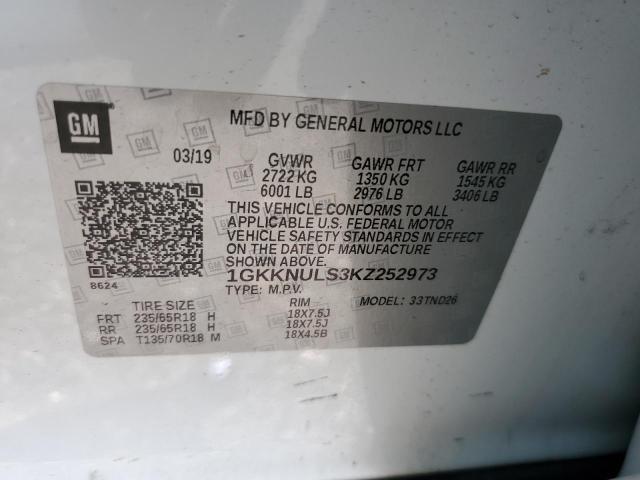 GM
MFD BY GENERAL MOTORS LLC
03/19 GVWR GAWR FRT GAWR RR
2722 KG 1350 KG 1545 KG
6001 LB 2976 LB 3406 LB
THIS VEHICLE CONFORMS TO ALL
APPLICABLE U.S. FEDERAL MOTOR
VEHICLE SAFETY STANDARDS IN EFFECT
ON THE DATE OF MANUFACTURE
SHOWN ABOVE.
8624
1GKKNULS3KZ252973
TYPE: M.P.V. MODEL: 33TND26
TIRE SIZE RIM
FRT 235/65R18 H 18X7.5J
RR 235/65R18 H 18X7.5J
SPA T135/70R18 M 18X4.5B